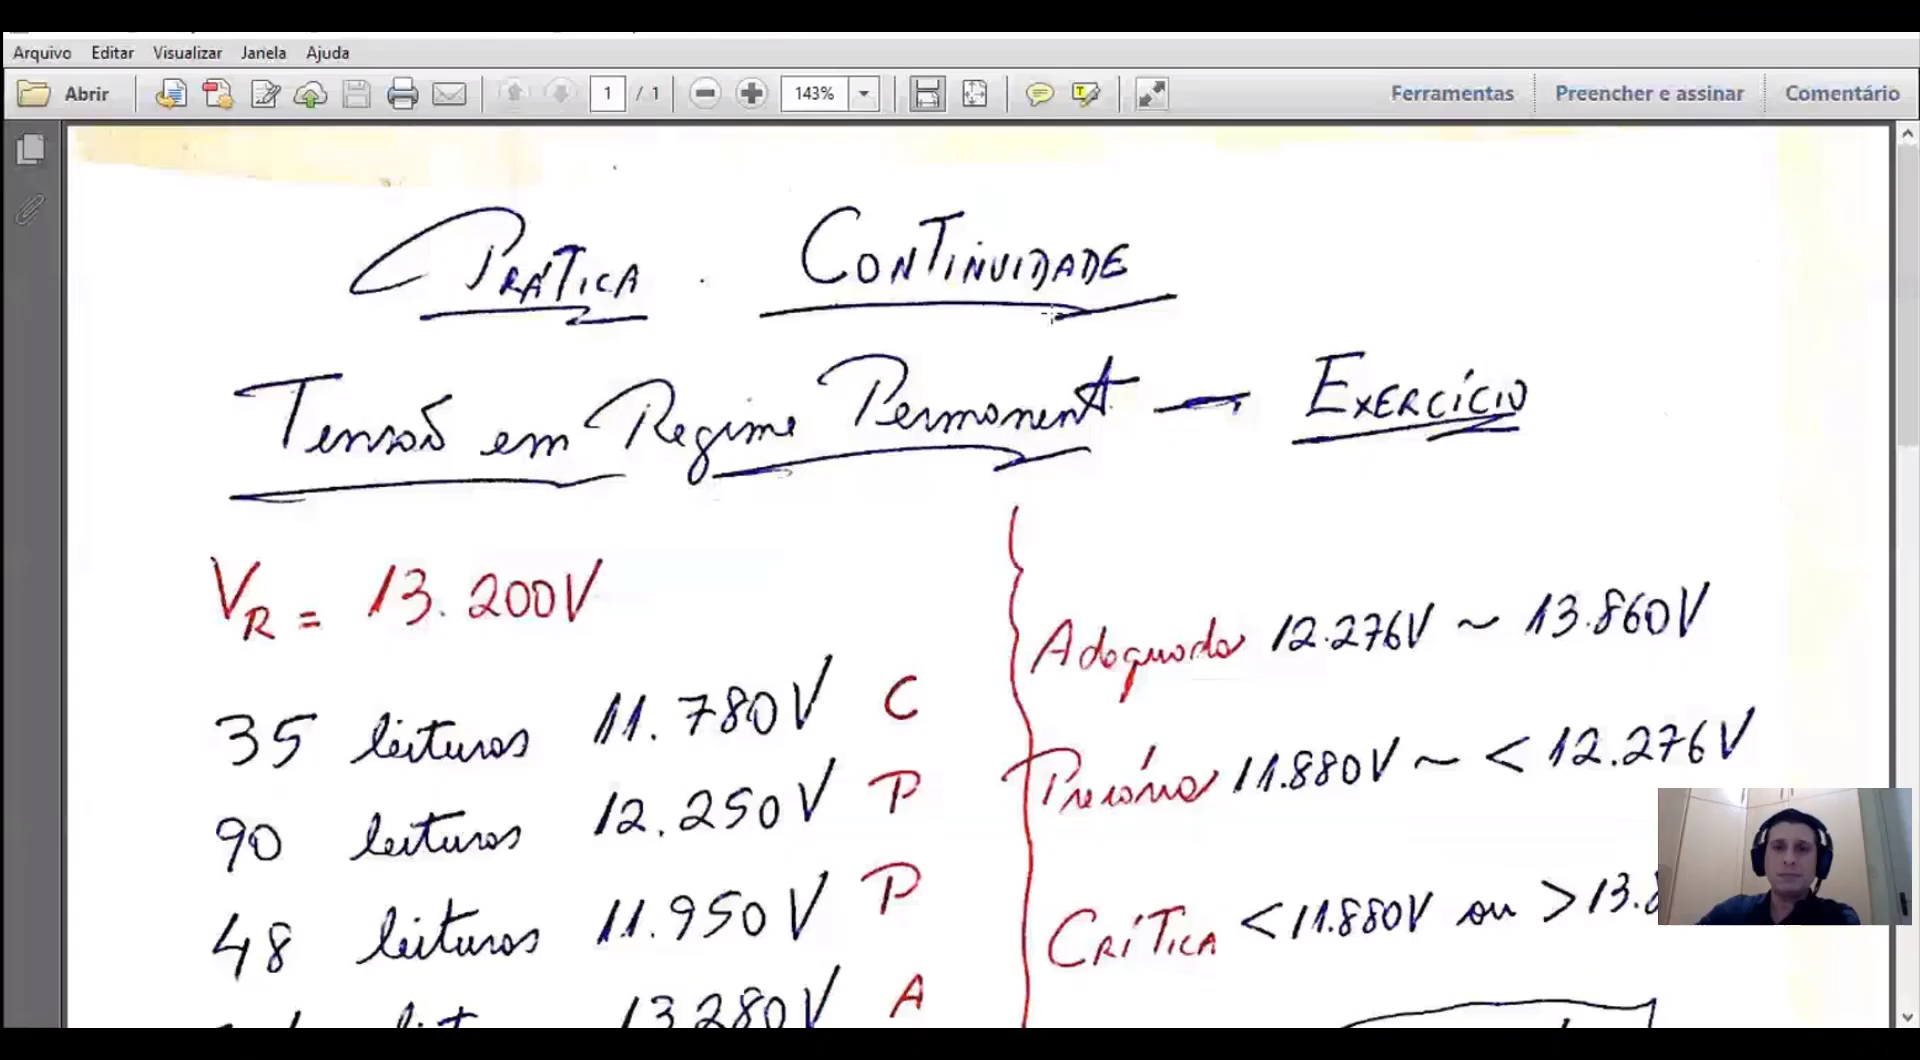 Arquivo Editar Visualizar Janela Ajuda
Abrir 1 / 1 143% Ferramentas Preencher e assinar Comentário
PRÁTICA . CONTINUIDADE
Tensão em Regime Permanente - EXERCÍCIO
VR = 13.200V
35 leituras 11.780V C
90 leituras 12.250V P
48 leituras 11.950V P
13.280V A
Adequada 12.276V ~ 13.860V
Precária 11.880V ~ < 12.276V
CRÍTICA < 11.880V ou > 13.8